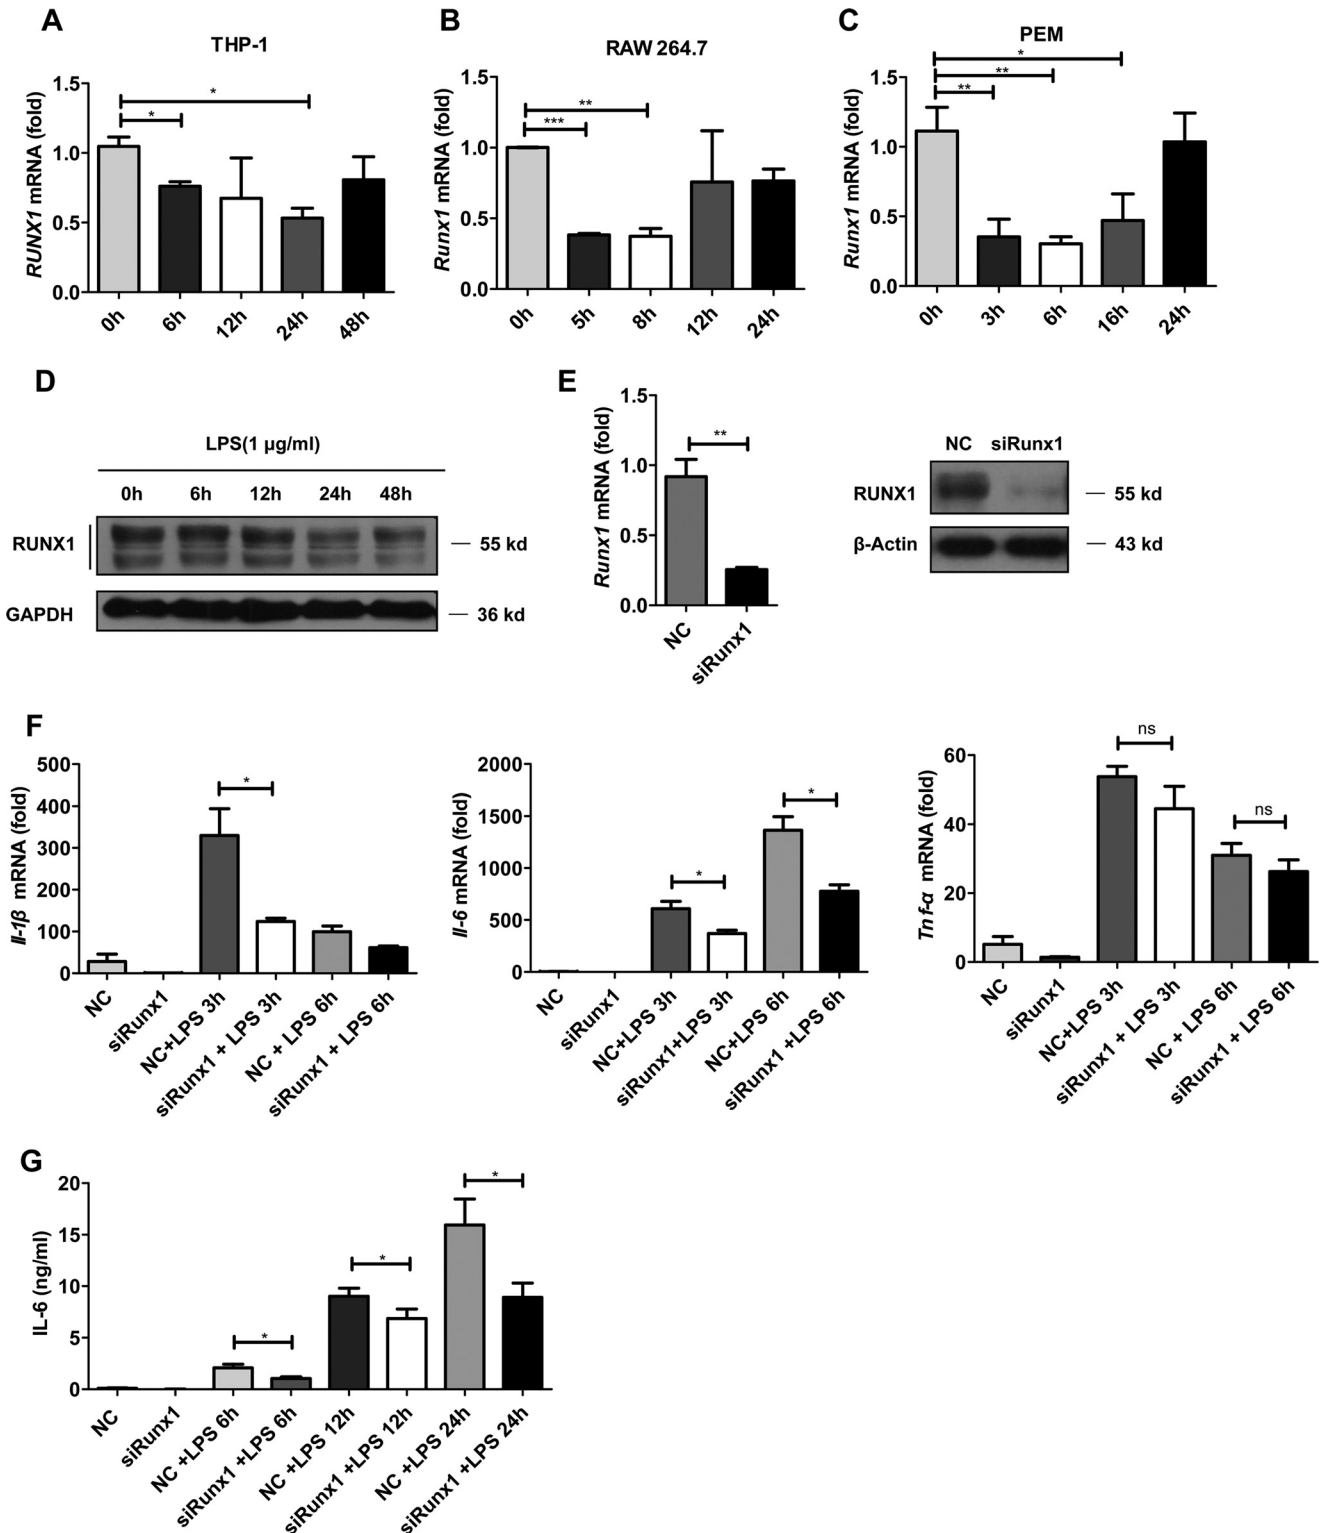 A
THP-1
RUNX1 mRNA (fold)
1.5
1.0
0.5
0.0
*
*
0h
6h
12h
24h
48h
B
RAW 264.7
Runx1 mRNA (fold)
1.5
1.0
0.5
0.0
**
***
0h
5h
8h
12h
24h
C
PEM
Runx1 mRNA (fold)
1.5
1.0
0.5
0.0
*
**
**
0h
3h
6h
16h
24h
D
LPS(1 µg/ml)
0h 6h 12h 24h 48h
RUNX1
55 kd
GAPDH
36 kd
E
Runx1 mRNA (fold)
1.5
1.0
0.5
0.0
**
NC
siRunx1
NC siRunx1
RUNX1
55 kd
β-Actin
43 kd
F
Il-1β mRNA (fold)
500
400
300
200
100
0
*
NC
siRunx1
NC+LPS 3h
siRunx1 + LPS 3h
NC + LPS 6h
siRunx1 + LPS 6h
Il-6 mRNA (fold)
2000
1500
1000
500
0
*
*
NC
siRunx1
NC+LPS 3h
siRunx1+LPS 3h
NC+LPS 6h
siRunx1+LPS 6h
Tnf-α mRNA (fold)
60
40
20
0
ns
ns
NC
siRunx1
NC+LPS 3h
siRunx1 + LPS 3h
NC + LPS 6h
siRunx1 + LPS 6h
G
IL-6 (ng/ml)
20
15
10
5
0
*
*
*
NC
siRunx1
NC +LPS 6h
siRunx1 +LPS 6h
NC +LPS 12h
siRunx1 +LPS 12h
NC +LPS 24h
siRunx1 +LPS 24h